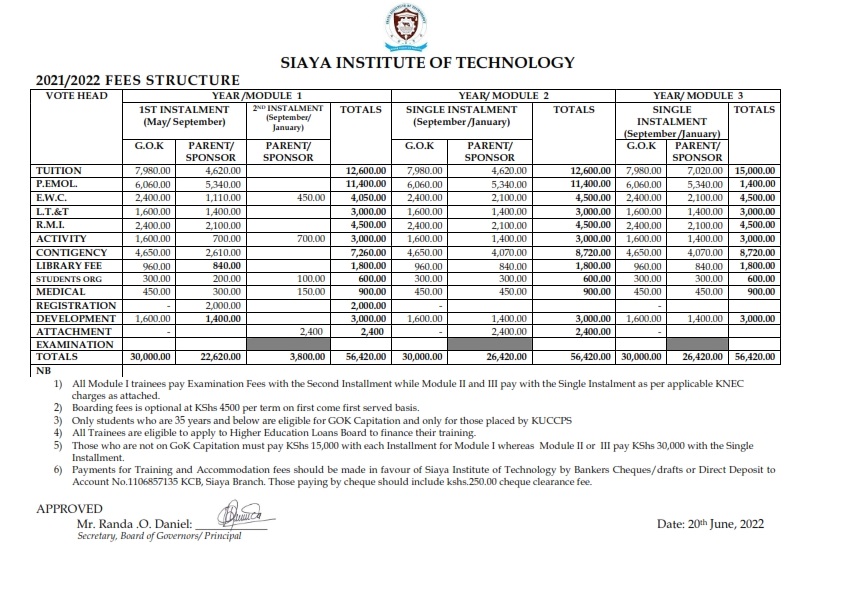 SIAYA INSTITUTE OF TECHNOLOGY
2021/2022 FEES STRUCTURE
VOTE HEAD YEAR /MODULE 1 YEAR/ MODULE 2 YEAR/ MODULE 3
1ST INSTALMENT (May/ September) 2ND INSTALMENT (September/ January) TOTALS SINGLE INSTALMENT (September /January) TOTALS SINGLE INSTALMENT (September /January) TOTALS
G.O.K PARENT/ SPONSOR PARENT/ SPONSOR G.O.K PARENT/ SPONSOR G.O.K PARENT/ SPONSOR
TUITION 7,980.00 4,620.00 12,600.00 7,980.00 4,620.00 12,600.00 7,980.00 7,020.00 15,000.00
P.EMOL. 6,060.00 5,340.00 11,400.00 6,060.00 5,340.00 11,400.00 6,060.00 5,340.00 1,400.00
E.W.C. 2,400.00 1,110.00 450.00 4,050.00 2,400.00 2,100.00 4,500.00 2,400.00 2,100.00 4,500.00
L.T.&T 1,600.00 1,400.00 3,000.00 1,600.00 1,400.00 3,000.00 1,600.00 1,400.00 3,000.00
R.M.I. 2,400.00 2,100.00 4,500.00 2,400.00 2,100.00 4,500.00 2,400.00 2,100.00 4,500.00
ACTIVITY 1,600.00 700.00 700.00 3,000.00 1,600.00 1,400.00 3,000.00 1,600.00 1,400.00 3,000.00
CONTIGENCY 4,650.00 2,610.00 7,260.00 4,650.00 4,070.00 8,720.00 4,650.00 4,070.00 8,720.00
LIBRARY FEE 960.00 840.00 1,800.00 960.00 840.00 1,800.00 960.00 840.00 1,800.00
STUDENTS ORG 300.00 200.00 100.00 600.00 300.00 300.00 600.00 300.00 300.00 600.00
MEDICAL 450.00 300.00 150.00 900.00 450.00 450.00 900.00 450.00 450.00 900.00
REGISTRATION - 2,000.00 2,000.00 - -
DEVELOPMENT 1,600.00 1,400.00 3,000.00 1,600.00 1,400.00 3,000.00 1,600.00 1,400.00 3,000.00
ATTACHMENT - 2,400 2,400 - 2,400.00 2,400.00 -
EXAMINATION
TOTALS 30,000.00 22,620.00 3,800.00 56,420.00 30,000.00 26,420.00 56,420.00 30,000.00 26,420.00 56,420.00
NB
1) All Module I trainees pay Examination Fees with the Second Installment while Module II and III pay with the Single Instalment as per applicable KNEC
charges as attached.
2) Boarding fees is optional at KShs 4500 per term on first come first served basis.
3) Only students who are 35 years and below are eligible for GOK Capitation and only for those placed by KUCCPS
4) All Trainees are eligible to apply to Higher Education Loans Board to finance their training.
5) Those who are not on GoK Capitation must pay KShs 15,000 with each Installment for Module I whereas Module II or III pay KShs 30,000 with the Single
Installment.
6) Payments for Training and Accommodation fees should be made in favour of Siaya Institute of Technology by Bankers Cheques/drafts or Direct Deposit to
Account No.1106857135 KCB, Siaya Branch. Those paying by cheque should include kshs.250.00 cheque clearance fee.
APPROVED
Mr. Randa .O. Daniel: Date: 20th June, 2022
Secretary, Board of Governors/ Principal